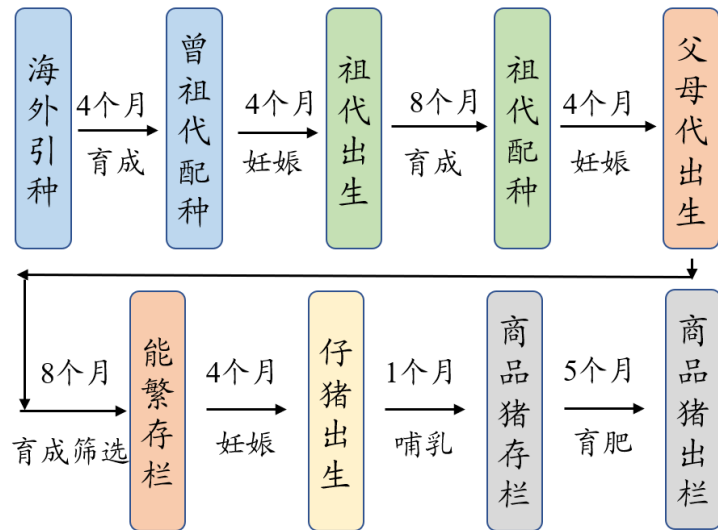 海外引种
4个月
育成
曾祖代配种
4个月
妊娠
祖代出生
8个月
育成
祖代配种
4个月
妊娠
父母代出生
8个月
育成筛选
能繁存栏
4个月
妊娠
仔猪出生
1个月
哺乳
商品猪存栏
5个月
育肥
商品猪出栏